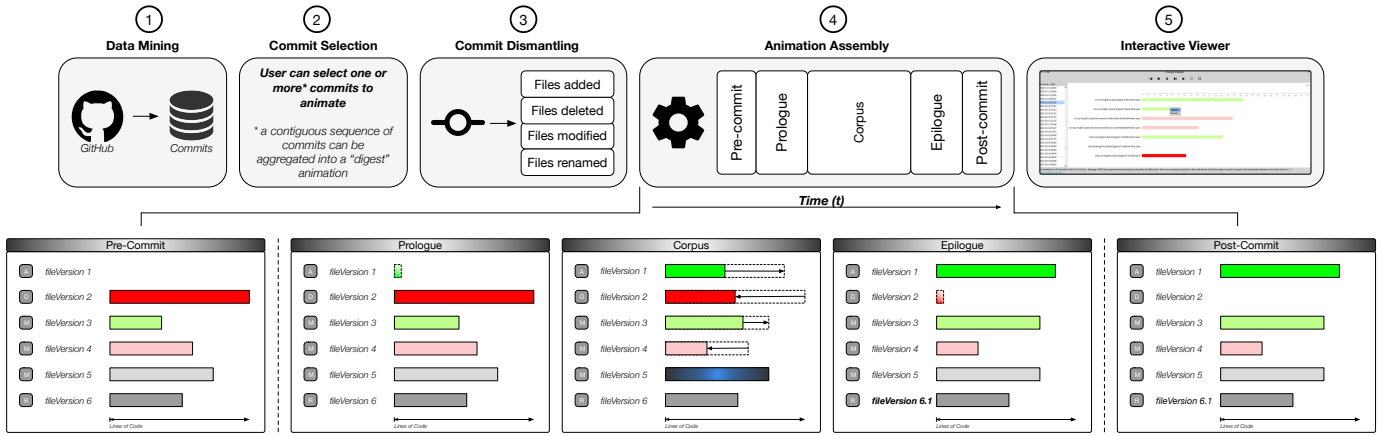 1
Data Mining
GitHub
Commits
2
Commit Selection
User can select one or
more* commits to
animate
* a contiguous sequence of
commits can be
aggregated into a “digest”
animation
3
Commit Dismantling
Files added
Files deleted
Files modified
Files renamed
4
Animation Assembly
Pre-commit
Prologue
Corpus
Epilogue
Post-commit
Time (t)
5
Interactive Viewer
Pre-Commit
A fileVersion 1
D fileVersion 2
M fileVersion 3
M fileVersion 4
M fileVersion 5
R fileVersion 6
Lines of Code
Prologue
A fileVersion 1
D fileVersion 2
M fileVersion 3
M fileVersion 4
M fileVersion 5
R fileVersion 6
Lines of Code
Corpus
A fileVersion 1
D fileVersion 2
M fileVersion 3
M fileVersion 4
M fileVersion 5
R fileVersion 6
Lines of Code
Epilogue
A fileVersion 1
D fileVersion 2
M fileVersion 3
M fileVersion 4
M fileVersion 5
R fileVersion 6.1
Lines of Code
Post-Commit
A fileVersion 1
D fileVersion 2
M fileVersion 3
M fileVersion 4
M fileVersion 5
R fileVersion 6.1
Lines of Code